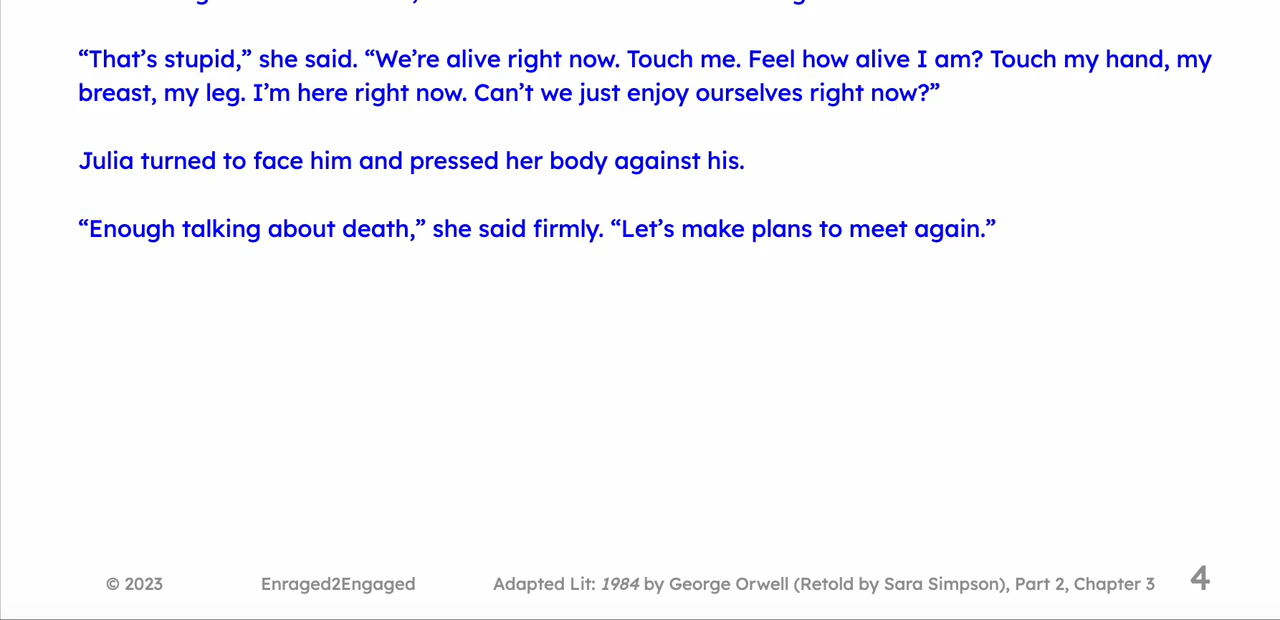 “That’s stupid,” she said. “We’re alive right now. Touch me. Feel how alive I am? Touch my hand, my
breast, my leg. I’m here right now. Can’t we just enjoy ourselves right now?”
Julia turned to face him and pressed her body against his.
“Enough talking about death,” she said firmly. “Let’s make plans to meet again.”
© 2023 Enraged2Engaged Adapted Lit: 1984 by George Orwell (Retold by Sara Simpson), Part 2, Chapter 3 4